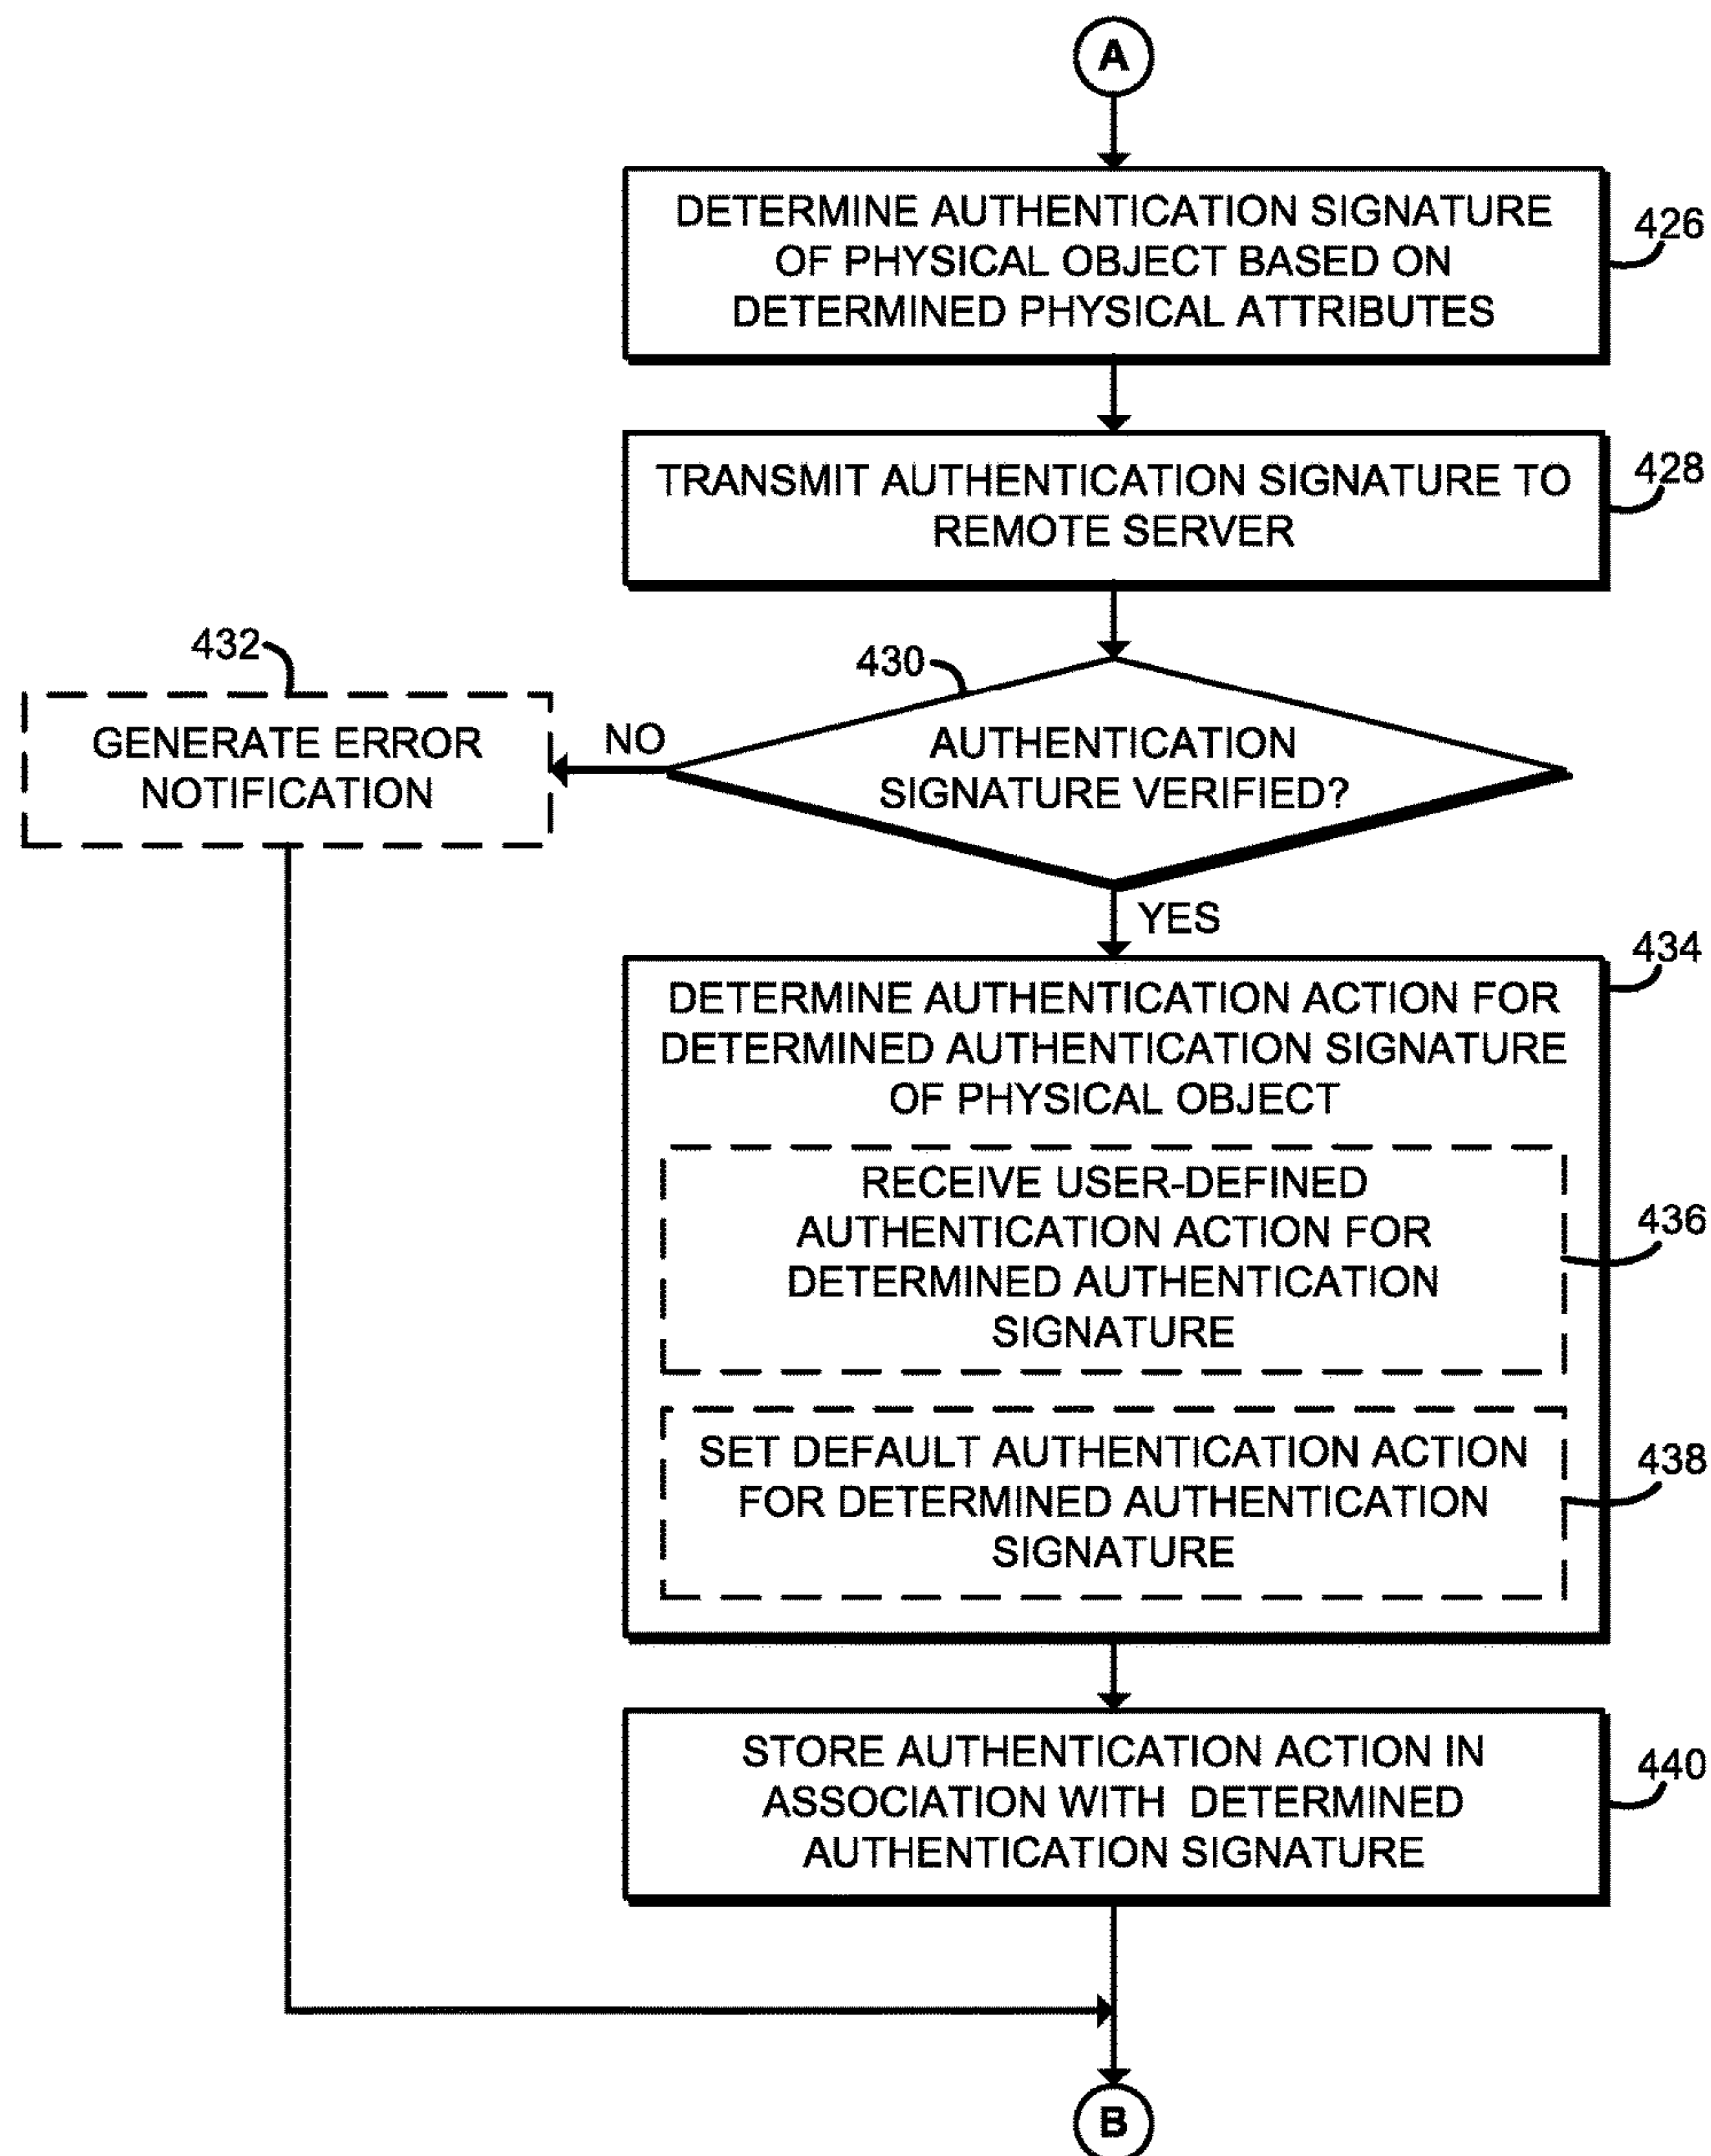 A
DETERMINE AUTHENTICATION SIGNATURE
OF PHYSICAL OBJECT BASED ON
DETERMINED PHYSICAL ATTRIBUTES
426
TRANSMIT AUTHENTICATION SIGNATURE TO
REMOTE SERVER
428
430
AUTHENTICATION
SIGNATURE VERIFIED?
NO
432
GENERATE ERROR
NOTIFICATION
YES
434
DETERMINE AUTHENTICATION ACTION FOR
DETERMINED AUTHENTICATION SIGNATURE
OF PHYSICAL OBJECT
RECEIVE USER-DEFINED
AUTHENTICATION ACTION FOR
DETERMINED AUTHENTICATION
SIGNATURE
436
SET DEFAULT AUTHENTICATION ACTION
FOR DETERMINED AUTHENTICATION
SIGNATURE
438
STORE AUTHENTICATION ACTION IN
ASSOCIATION WITH  DETERMINED
AUTHENTICATION SIGNATURE
440
B